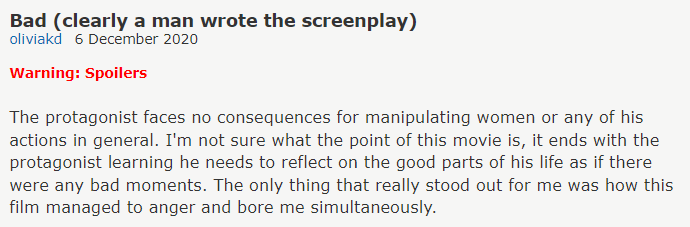 Bad (clearly a man wrote the screenplay)
oliviakd 6 December 2020
Warning: Spoilers
The protagonist faces no consequences for manipulating women or any of his
actions in general. I'm not sure what the point of this movie is, it ends with the
protagonist learning he needs to reflect on the good parts of his life as if there
were any bad moments. The only thing that really stood out for me was how this
film managed to anger and bore me simultaneously.